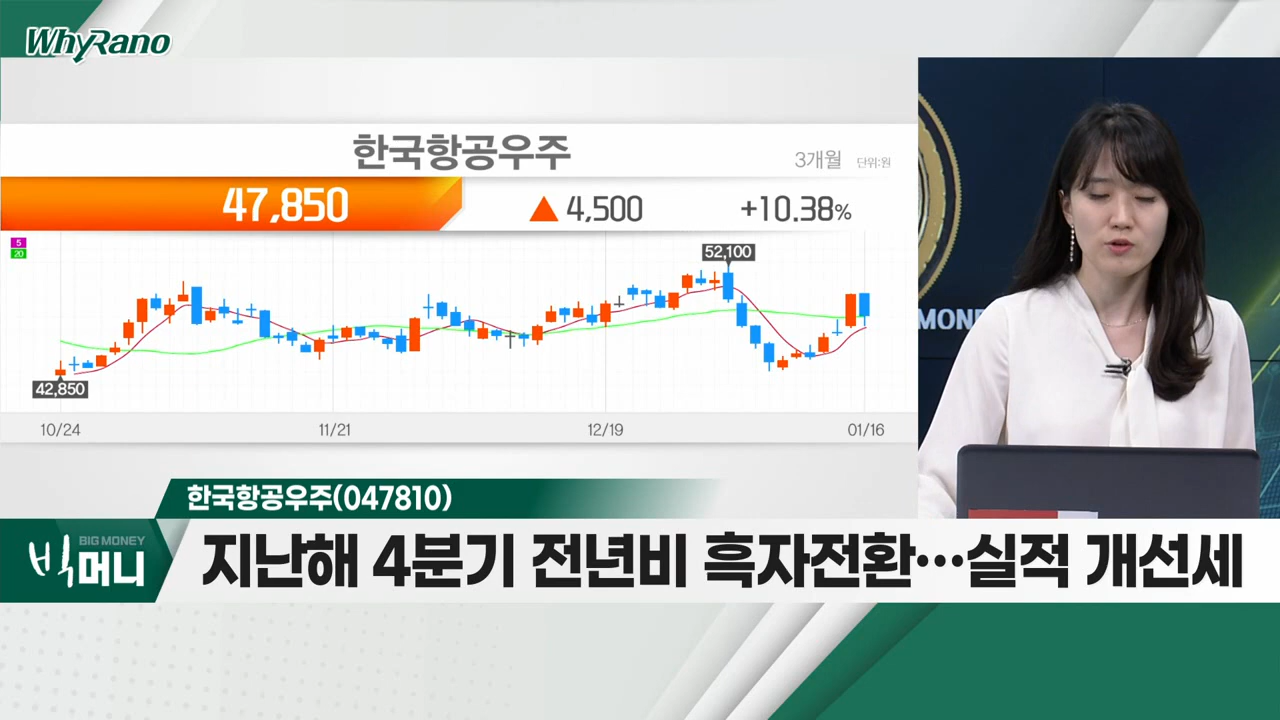 WhyRano
한국항공우주
3개월 단위:원
47,850 ▲ 4,500 +10.38%
5
20
52,100
42,850
10/24 11/21 12/19 01/16
MONE
한국항공우주(047810)
BIG MONEY
빅머니
지난해 4분기 전년비 흑자전환…실적 개선세